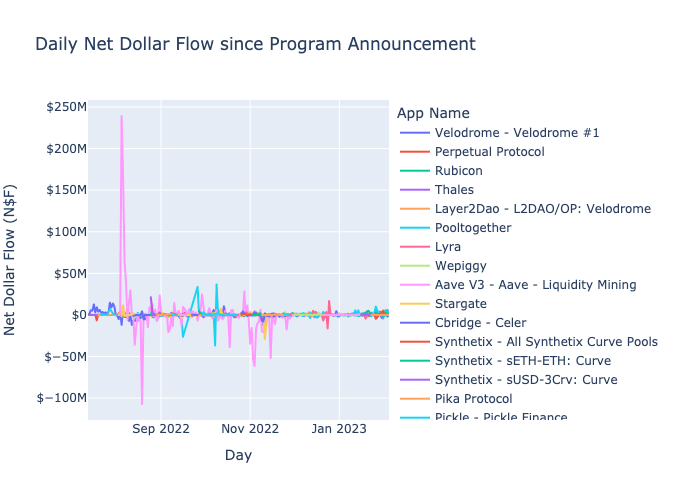 Daily Net Dollar Flow since Program Announcement
Net Dollar Flow (N$F)
$250M
$200M
$150M
$100M
$50M
$0
$−50M
$−100M
Sep 2022
Nov 2022
Jan 2023
Day
App Name
Velodrome - Velodrome #1
Perpetual Protocol
Rubicon
Thales
Layer2Dao - L2DAO/OP: Velodrome
Pooltogether
Lyra
Wepiggy
Aave V3 - Aave - Liquidity Mining
Stargate
Cbridge - Celer
Synthetix - All Synthetix Curve Pools
Synthetix - sETH-ETH: Curve
Synthetix - sUSD-3Crv: Curve
Pika Protocol
Pickle - Pickle Finance